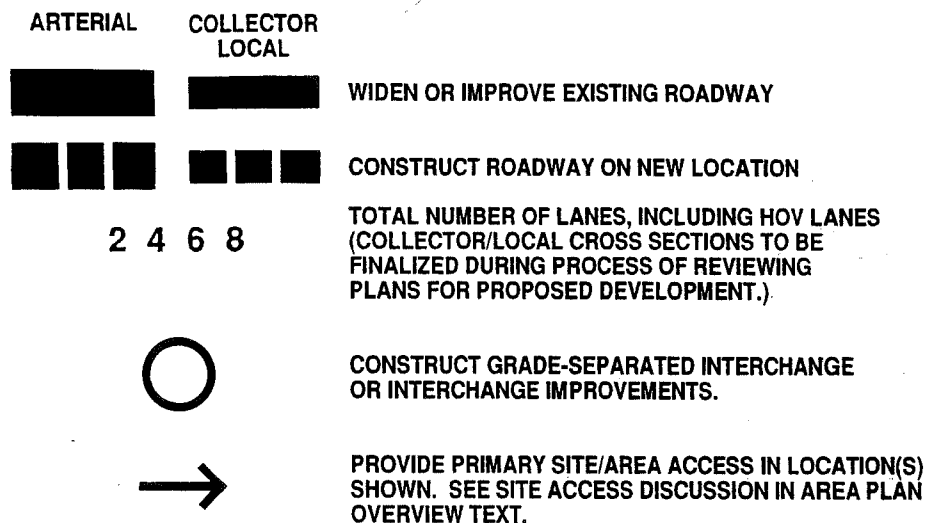 ARTERIAL COLLECTOR
LOCAL
WIDEN OR IMPROVE EXISTING ROADWAY
CONSTRUCT ROADWAY ON NEW LOCATION
2 4 6 8
TOTAL NUMBER OF LANES, INCLUDING HOV LANES
(COLLECTOR/LOCAL CROSS SECTIONS TO BE
FINALIZED DURING PROCESS OF REVIEWING
PLANS FOR PROPOSED DEVELOPMENT.)
CONSTRUCT GRADE-SEPARATED INTERCHANGE
OR INTERCHANGE IMPROVEMENTS.
PROVIDE PRIMARY SITE/AREA ACCESS IN LOCATION(S)
SHOWN. SEE SITE ACCESS DISCUSSION IN AREA PLAN
OVERVIEW TEXT.